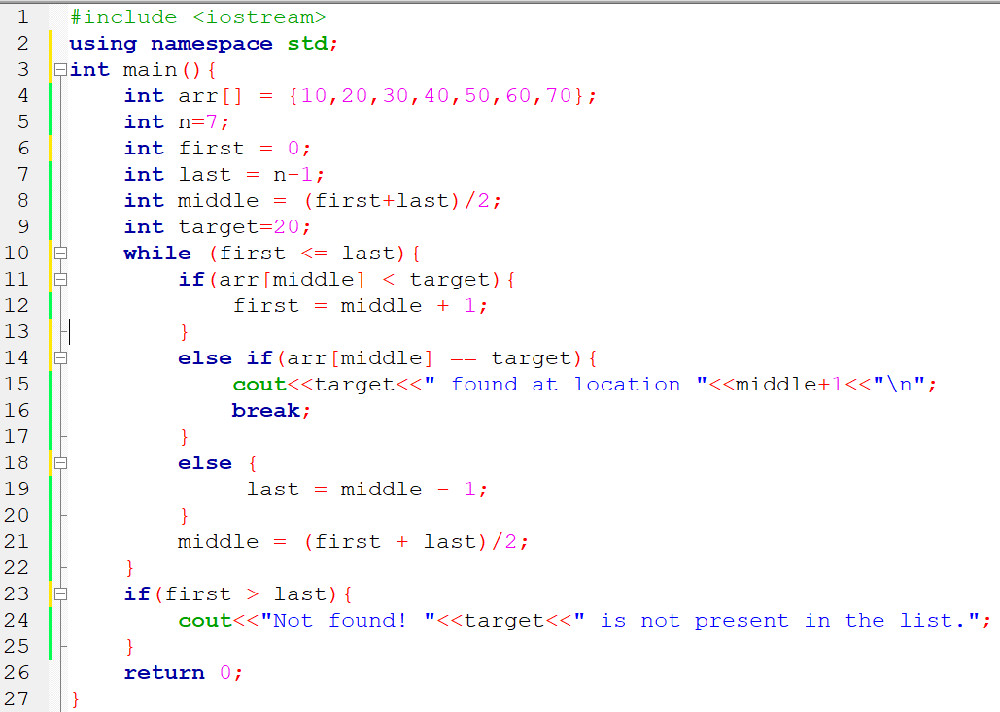 1 #include <iostream>
2 using namespace std;
3 int main(){
4     int arr[] = {10,20,30,40,50,60,70};
5     int n=7;
6     int first = 0;
7     int last = n-1;
8     int middle = (first+last)/2;
9     int target=20;
10     while (first <= last){
11         if(arr[middle] < target){
12             first = middle + 1;
13         }
14         else if(arr[middle] == target){
15             cout<<target<<" found at location "<<middle+1<<"\n";
16             break;
17         }
18         else {
19              last = middle - 1;
20         }
21         middle = (first + last)/2;
22     }
23     if(first > last){
24         cout<<"Not found! "<<target<<" is not present in the list.";
25     }
26     return 0;
27 }